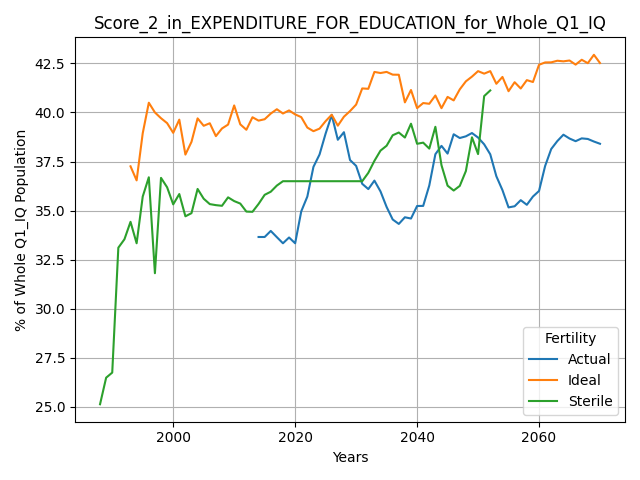 Score_2_in_EXPENDITURE_FOR_EDUCATION_for_Whole_Q1_IQ
% of Whole Q1_IQ Population
42.5
40.0
37.5
35.0
32.5
30.0
27.5
25.0
Fertility
Actual
Ideal
Sterile
2000
2020
2040
2060
Years